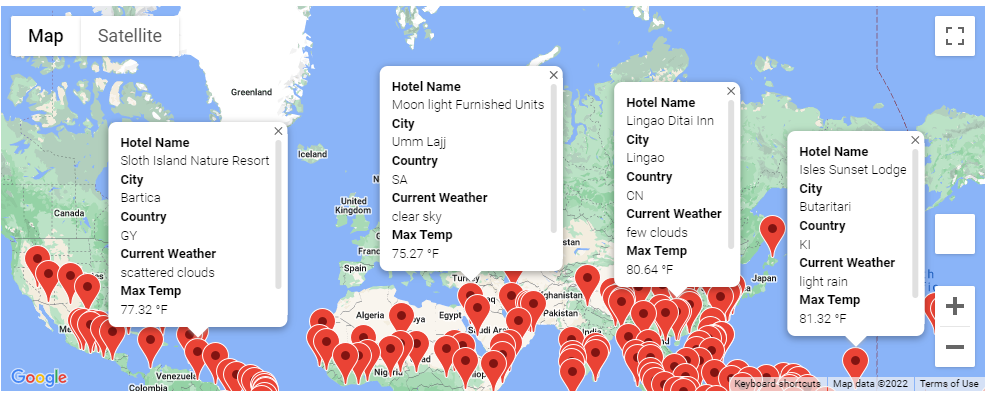 Map
Satellite
Greenland
Iceland
Canada
United
Kingdom
Spain
Turkey
Algeria
Libya
Egypt
Saudi Arabia
Afghanistan
Pakistan
India
Japan
Venezuela
Colombia
Hotel Name
Sloth Island Nature Resort
City
Bartica
Country
GY
Current Weather
scattered clouds
Max Temp
77.32 °F
Hotel Name
Moon light Furnished Units
City
Umm Lajj
Country
SA
Current Weather
clear sky
Max Temp
75.27 °F
Hotel Name
Lingao Ditai Inn
City
Lingao
Country
CN
Current Weather
few clouds
Max Temp
80.64 °F
Hotel Name
Isles Sunset Lodge
City
Butaritari
Country
KI
Current Weather
light rain
Max Temp
81.32 °F
Google
Keyboard shortcuts
Map data ©2022
Terms of Use